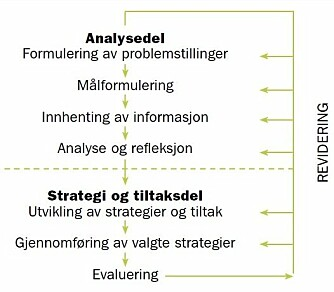 Analysedel
Formulering av problemstillinger
Målformulering
Innhenting av informasjon
Analyse og refleksjon
Strategi og tiltaksdel
Utvikling av strategier og tiltak
Gjennomføring av valgte strategier
Evaluering
REVIDERING